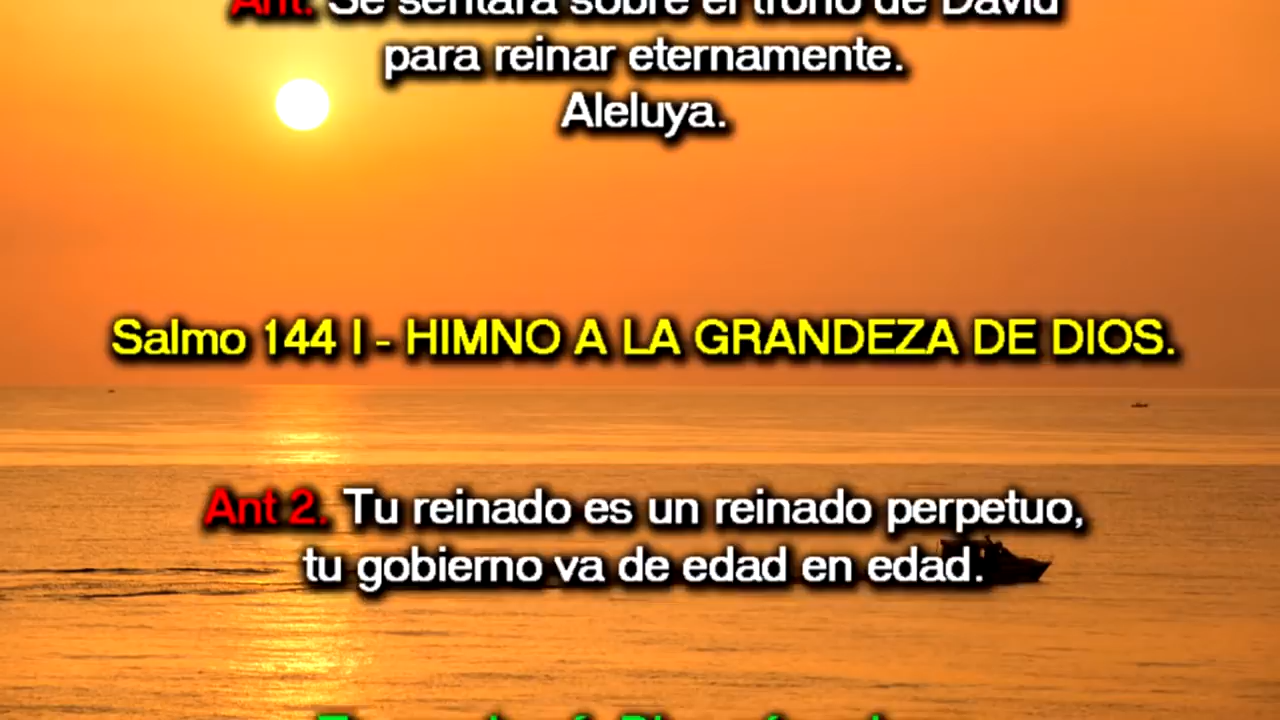 Ant. Se sentará sobre el trono de David
para reinar eternamente.
Aleluya.
Salmo 144 I - HIMNO A LA GRANDEZA DE DIOS.
Ant 2. Tu reinado es un reinado perpetuo,
tu gobierno va de edad en edad.